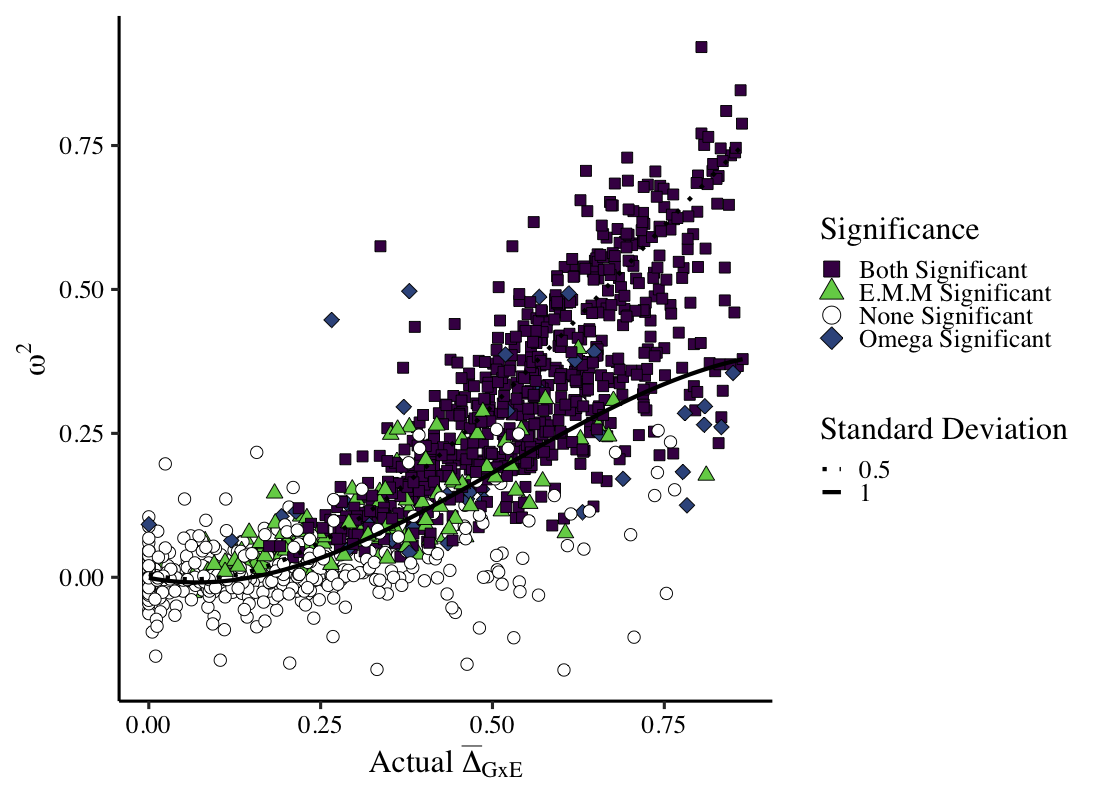 0.75
0.50
0.25
0.00
ω²
0.00 0.25 0.50 0.75
Actual Δ̅GxE
Significance
Both Significant
E.M.M Significant
None Significant
Omega Significant
Standard Deviation
0.5
1